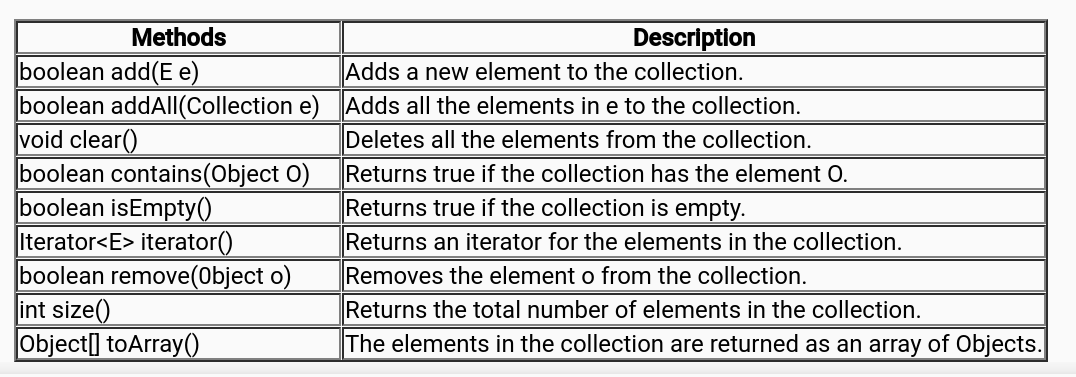 Methods Description
boolean add(E e) Adds a new element to the collection.
boolean addAll(Collection e) Adds all the elements in e to the collection.
void clear() Deletes all the elements from the collection.
boolean contains(Object O) Returns true if the collection has the element O.
boolean isEmpty() Returns true if the collection is empty.
Iterator<E> iterator() Returns an iterator for the elements in the collection.
boolean remove(0bject o) Removes the element o from the collection.
int size() Returns the total number of elements in the collection.
Object[] toArray() The elements in the collection are returned as an array of Objects.